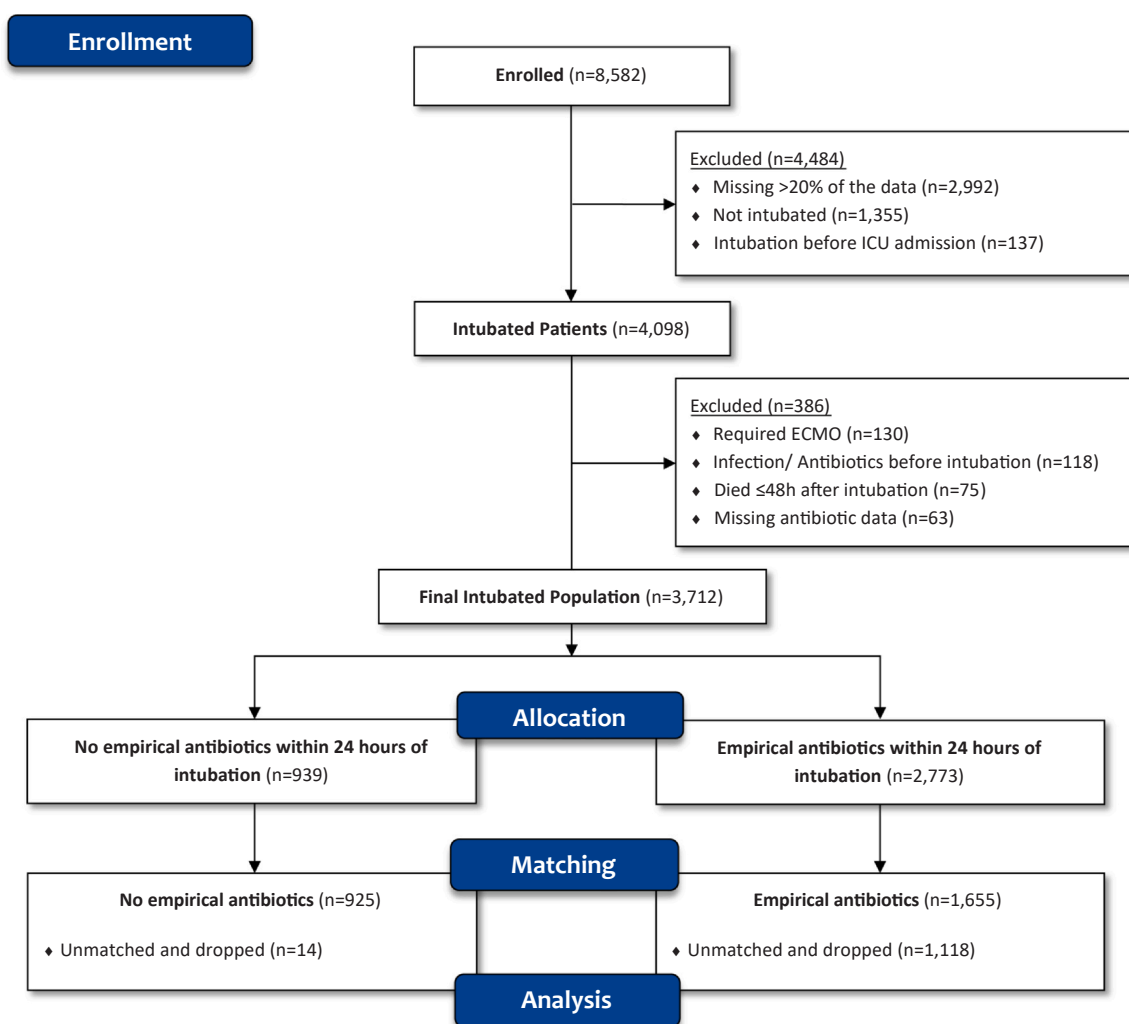 Enrollment
Enrolled (n=8,582)
Excluded (n=4,484)
♦ Missing >20% of the data (n=2,992)
♦ Not intubated (n=1,355)
♦ Intubation before ICU admission (n=137)
Intubated Patients (n=4,098)
Excluded (n=386)
♦ Required ECMO (n=130)
♦ Infection/ Antibiotics before intubation (n=118)
♦ Died ≤48h after intubation (n=75)
♦ Missing antibiotic data (n=63)
Final Intubated Population (n=3,712)
Allocation
No empirical antibiotics within 24 hours of
intubation (n=939)
Empirical antibiotics within 24 hours of
intubation (n=2,773)
Matching
No empirical antibiotics (n=925)
♦ Unmatched and dropped (n=14)
Empirical antibiotics (n=1,655)
♦ Unmatched and dropped (n=1,118)
Analysis